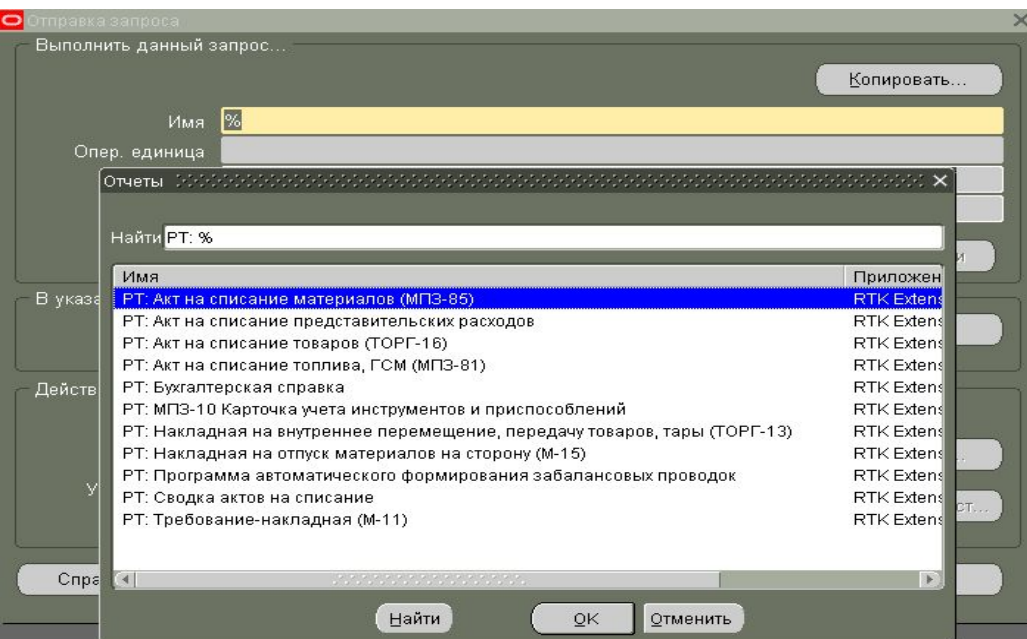 Отправка запроса
Выполнить данный запрос...
Копировать...
Имя %
Опер. единица
Отчеты
Найти РТ: %
Имя Приложен
РТ: Акт на списание материалов (МПЗ-85) RTK Extens
РТ: Акт на списание представительских расходов RTK Extens
РТ: Акт на списание товаров (ТОРГ-16) RTK Extens
РТ: Акт на списание топлива, ГСМ (МПЗ-81) RTK Extens
РТ: Бухгалтерская справка RTK Extens
РТ: МПЗ-10 Карточка учета инструментов и приспособлений RTK Extens
РТ: Накладная на внутреннее перемещение, передачу товаров, тары (ТОРГ-13) RTK Extens
РТ: Накладная на отпуск материалов на сторону (М-15) RTK Extens
РТ: Программа автоматического формирования забалансовых проводок RTK Extens
РТ: Сводка актов на списание RTK Extens
РТ: Требование-накладная (М-11) RTK Extens
В указа
Действ
У
ст...
Спра
Найти
OK
Отменить